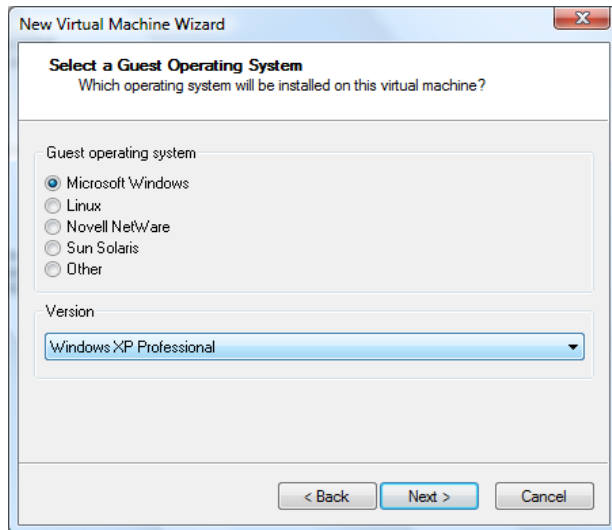 New Virtual Machine Wizard
Select a Guest Operating System
Which operating system will be installed on this virtual machine?
Guest operating system
Microsoft Windows
Linux
Novell NetWare
Sun Solaris
Other
Version
Windows XP Professional
< Back Next > Cancel